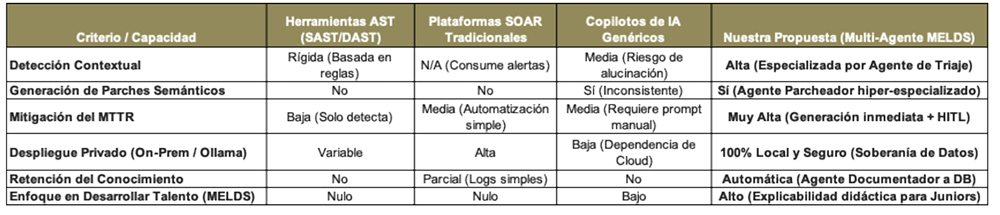 Criterio / Capacidad
Herramientas AST
(SAST/DAST)
Plataformas SOAR
Tradicionales
Copilotos de IA
Genéricos
Nuestra Propuesta (Multi-Agente MELDS)
Detección Contextual
Rígida (Basada en
reglas)
N/A (Consume alertas)
Media (Riesgo de
alucinación)
Alta (Especializada por Agente de Triaje)
Generación de Parches Semánticos
No
No
Sí (Inconsistente)
Sí (Agente Parcheador hiper-especializado)
Mitigación del MTTR
Baja (Solo detecta)
Media (Automatización
simple)
Media (Requiere prompt
manual)
Muy Alta (Generación inmediata + HITL)
Despliegue Privado (On-Prem / Ollama)
Variable
Alta
Baja (Dependencia de
Cloud)
100% Local y Seguro (Soberanía de Datos)
Retención del Conocimiento
No
Parcial (Logs simples)
No
Automática (Agente Documentador a DB)
Enfoque en Desarrollar Talento (MELDS)
Nulo
Nulo
Bajo
Alto (Explicabilidad didáctica para Juniors)